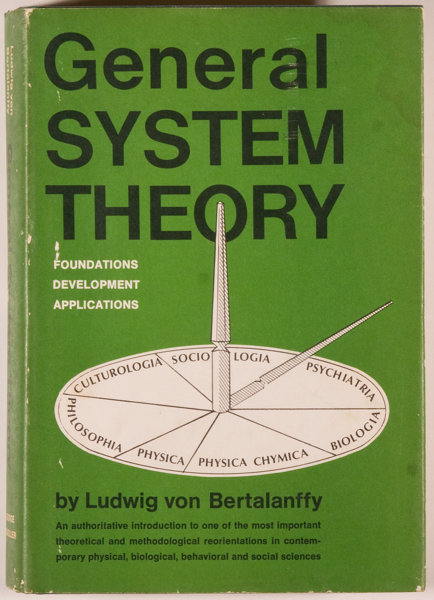 General
SYSTEM
THEORY
FOUNDATIONS
DEVELOPMENT
APPLICATIONS
CULTUROLOGIA
SOCIO LOGIA
PSYCHIATRIA
PHILOSOPHIA
PHYSICA
PHYSICA CHYMICA
BIOLOGIA
by Ludwig von Bertalanffy
An authoritative introduction to one of the most important
theoretical and methodological reorientations in contem-
porary physical, biological, behavioral and social sciences